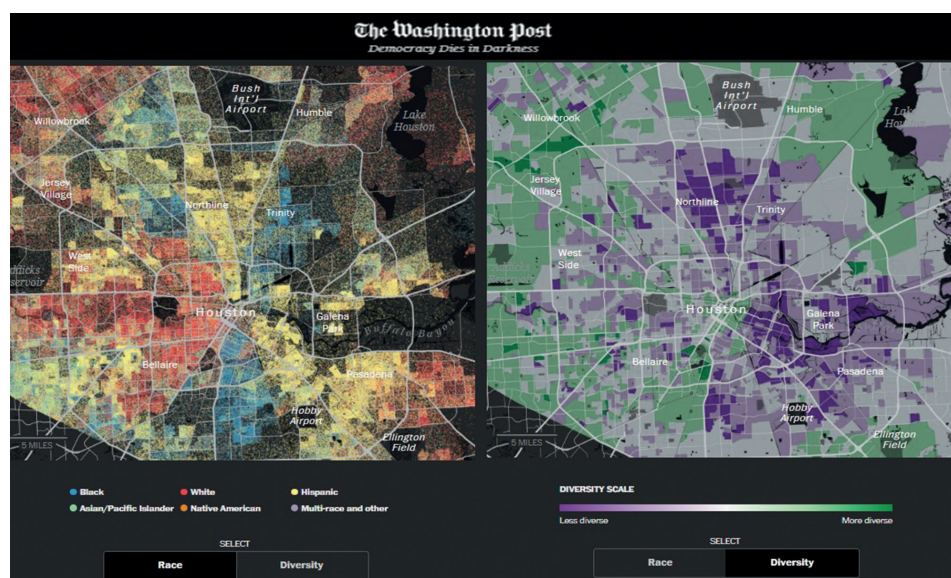 The Washington Post
Democracy Dies in Darkness
Bush
Int'l
Airport
Humble
Willowbrook
Lake
Houston
Jersey
Village
Northline
Trinity
West
Side
Houston
Galena
Park
Buffalo Bayou
Bellaire
Pasadena
Hobby
Airport
5 MILES
Ellington
Field
Bush
Int'l
Airport
Humble
Willowbrook
Lake
Jersey
Village
Northline
Trinity
West
Side
Houston
Galena
Park
Bellaire
Pasadena
Hobby
Airport
5 MILES
Ellington
Field
Black
White
Hispanic
Asian/Pacific Islander
Native American
Multi-race and other
SELECT
Race
Diversity
DIVERSITY SCALE
Less diverse
More diverse
SELECT
Race
Diversity